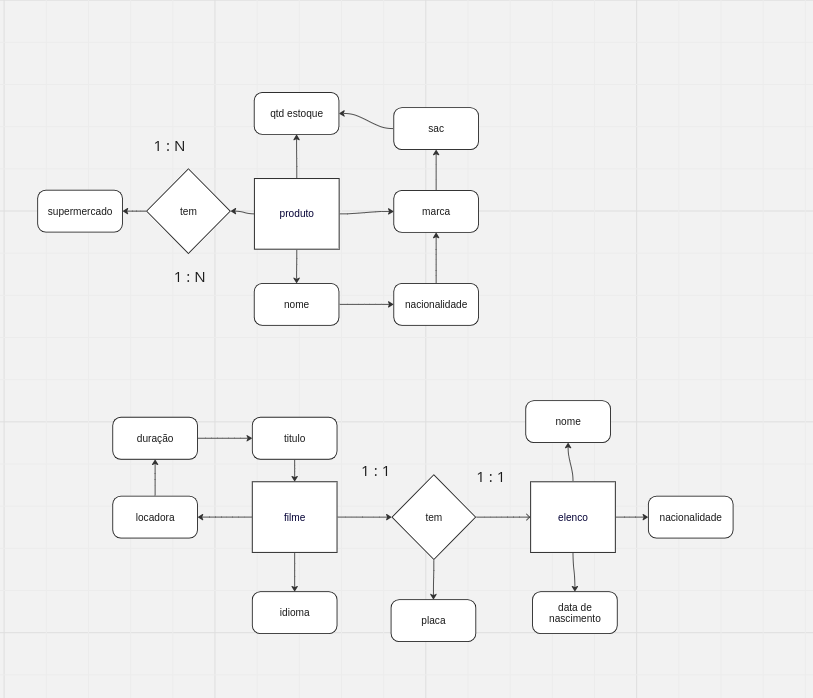 qtd estoque
sac
1 : N
supermercado
tem
produto
marca
1 : N
nome
nacionalidade
nome
duração
titulo
1 : 1
1 : 1
locadora
filme
tem
elenco
nacionalidade
idioma
placa
data de
nascimento